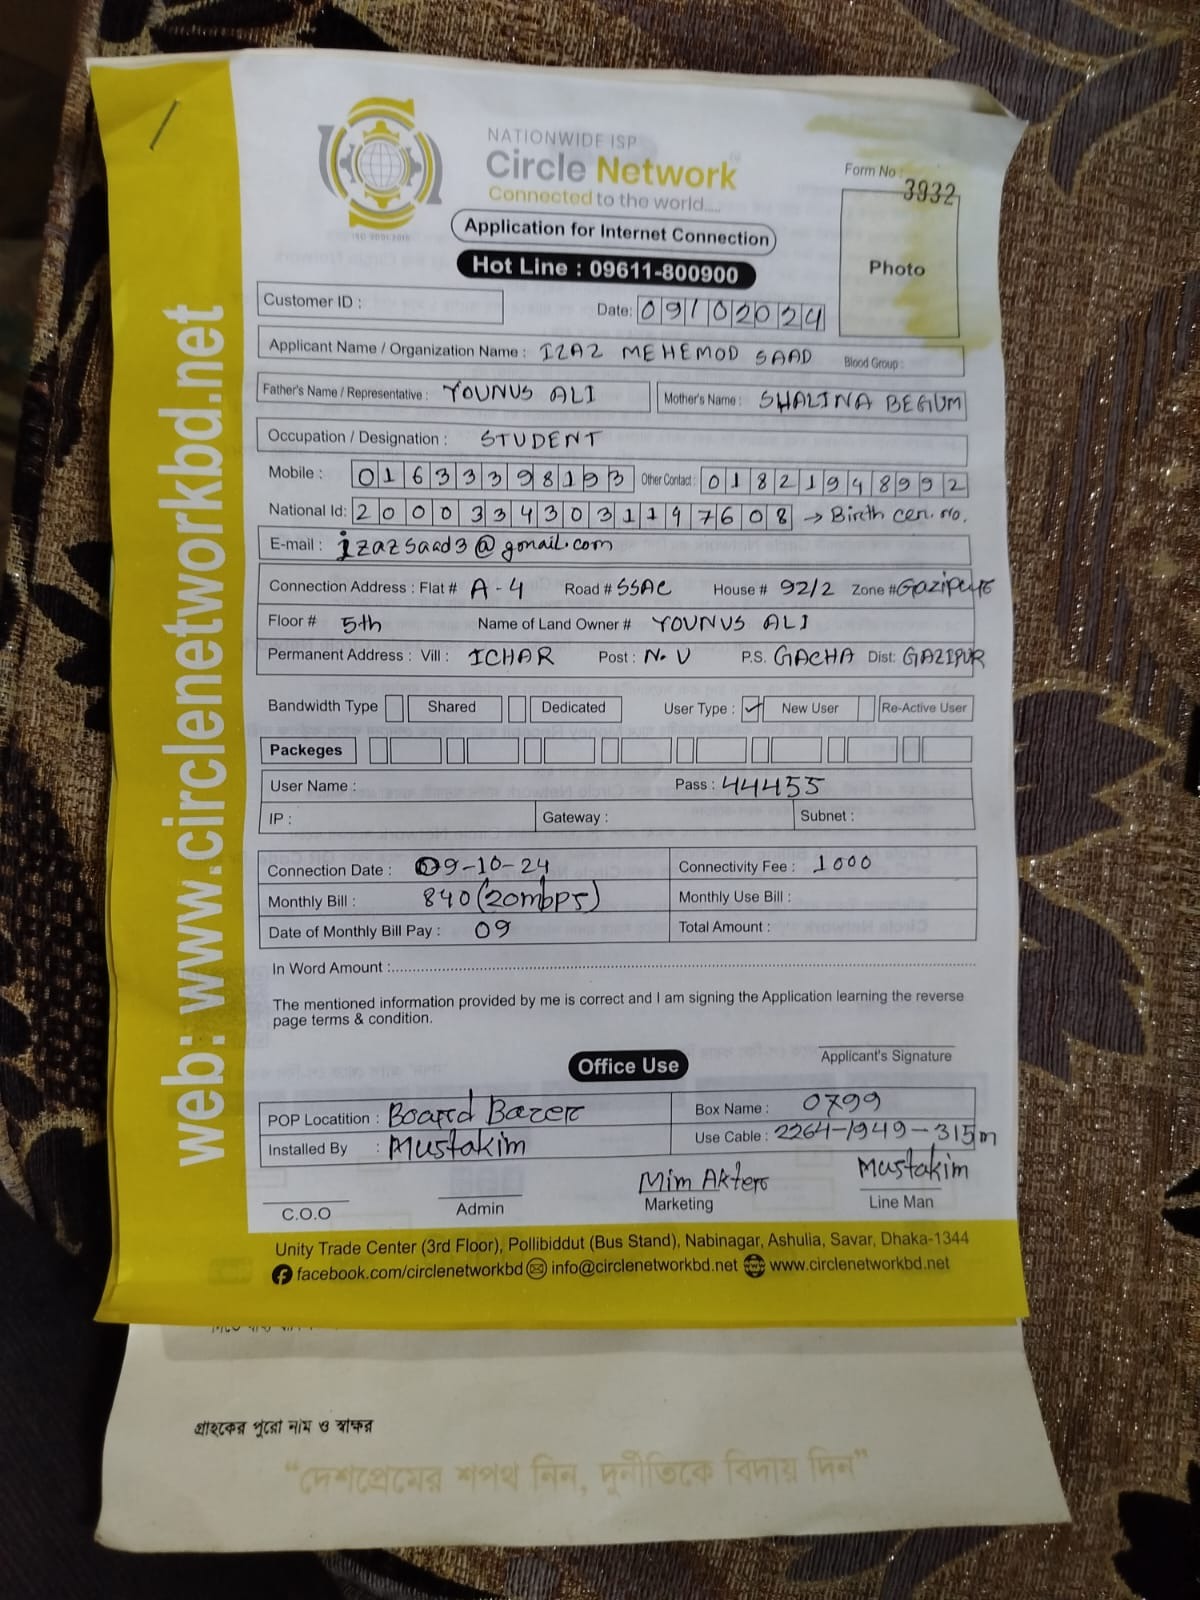 NATIONWIDE ISP
Circle Network
Connected to the world.....
ISO 9001:2015
Application for Internet Connection
Hot Line : 09611-800900
Form No : 3932
Photo
Customer ID :
Date: 09102024
Applicant Name / Organization Name : IZAZ MEHEMOD SAAD Blood Group :
Father's Name / Representative : YOUNUS ALI Mother's Name : SHALINA BEGUM
Occupation / Designation : STUDENT
Mobile : 01633398193 Other Contact : 01821948992
National Id: 20003343031197608 → Birth cen. no.
E-mail : izazsaad3@gmail.com
Connection Address : Flat # A-4 Road # SSAC House # 92/2 Zone # Gazipur
Floor # 5th Name of Land Owner # YOUNUS ALI
Permanent Address : Vill : ICHAR Post : N.U P.S. GACHA Dist: GAZIPUR
Bandwidth Type Shared Dedicated User Type : ✓ New User Re-Active User
Packeges
User Name : Pass : 44455
IP : Gateway : Subnet :
Connection Date : 09-10-24 Connectivity Fee : 1000
Monthly Bill : 840 (20mbps) Monthly Use Bill :
Date of Monthly Bill Pay : 09 Total Amount :
In Word Amount :
The mentioned information provided by me is correct and I am signing the Application learning the reverse
page terms & condition.
Applicant's Signature
Office Use
POP Locatition : Board Bazer Box Name : 0799
Installed By : Mustakim Use Cable : 2264-1949-315m
Mim Akter Mustakim
C.O.O Admin Marketing Line Man
Unity Trade Center (3rd Floor), Pollibiddut (Bus Stand), Nabinagar, Ashulia, Savar, Dhaka-1344
facebook.com/circlenetworkbd info@circlenetworkbd.net www.circlenetworkbd.net
web: www.circlenetworkbd.net
গ্রাহকের পুরো নাম ও স্বাক্ষর
“দেশপ্রেমের শপথ নিন, দুর্নীতিকে বিদায় দিন”